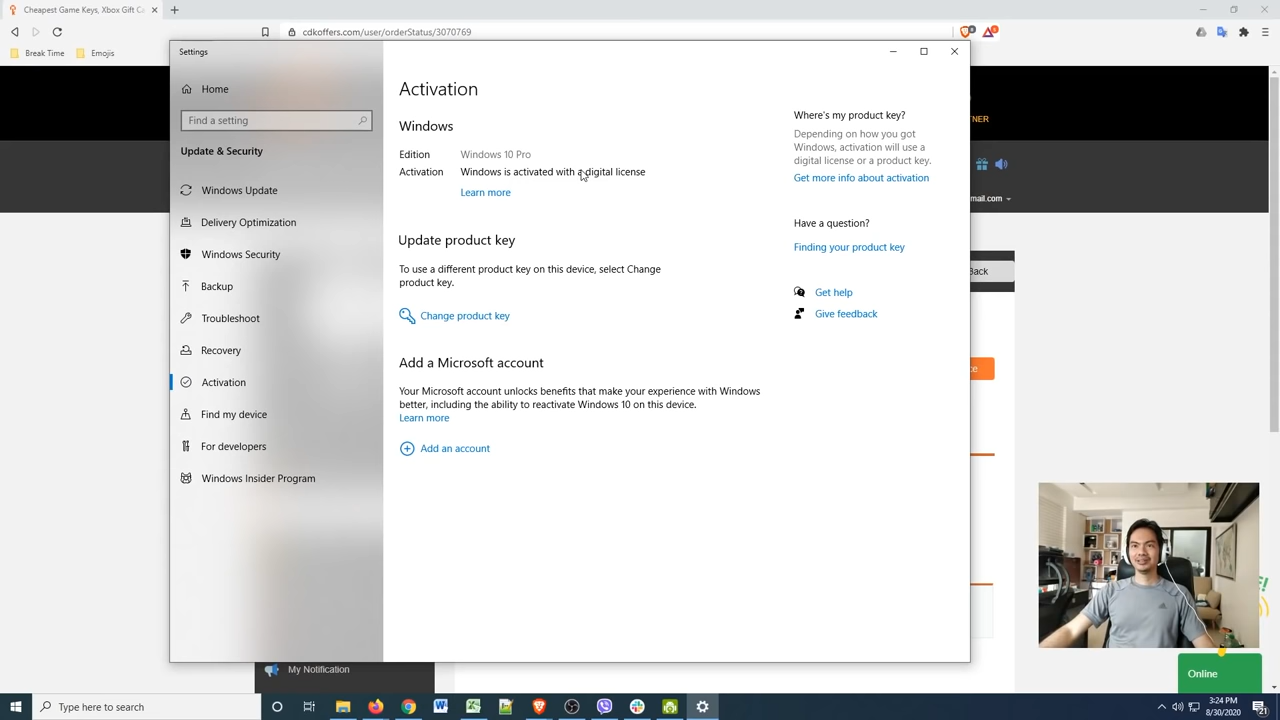 Cheapest Game Keys, Xbox Gift Ca
cdkoffers.com/user/orderStatus/3070769
Break Time
Emojis
Settings
Home
Find a setting
Update & Security
Windows Update
Delivery Optimization
Windows Security
Backup
Troubleshoot
Recovery
Activation
Find my device
For developers
Windows Insider Program
Activation
Windows
Edition Windows 10 Pro
Activation Windows is activated with a digital license
Learn more
Update product key
To use a different product key on this device, select Change
product key.
Change product key
Add a Microsoft account
Your Microsoft account unlocks benefits that make your experience with Windows
better, including the ability to reactivate Windows 10 on this device.
Learn more
Add an account
Where's my product key?
Depending on how you got
Windows, activation will use a
digital license or a product key.
Get more info about activation
Have a question?
Finding your product key
Get help
Give feedback
TNER
mail.com
Back
ce
My Notification
Online
Type here to search
3:24 PM
8/30/2020
21